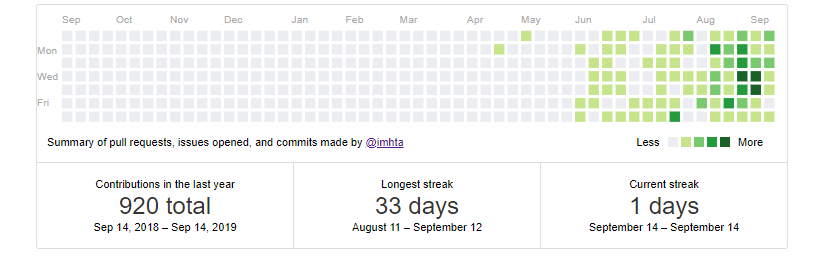 Sep Oct Nov Dec Jan Feb Mar Apr May Jun Jul Aug Sep
Mon
Wed
Fri
Summary of pull requests, issues opened, and commits made by @imhta Less More
Contributions in the last year Longest streak Current streak
920 total 33 days 1 days
Sep 14, 2018 – Sep 14, 2019 August 11 – September 12 September 14 – September 14